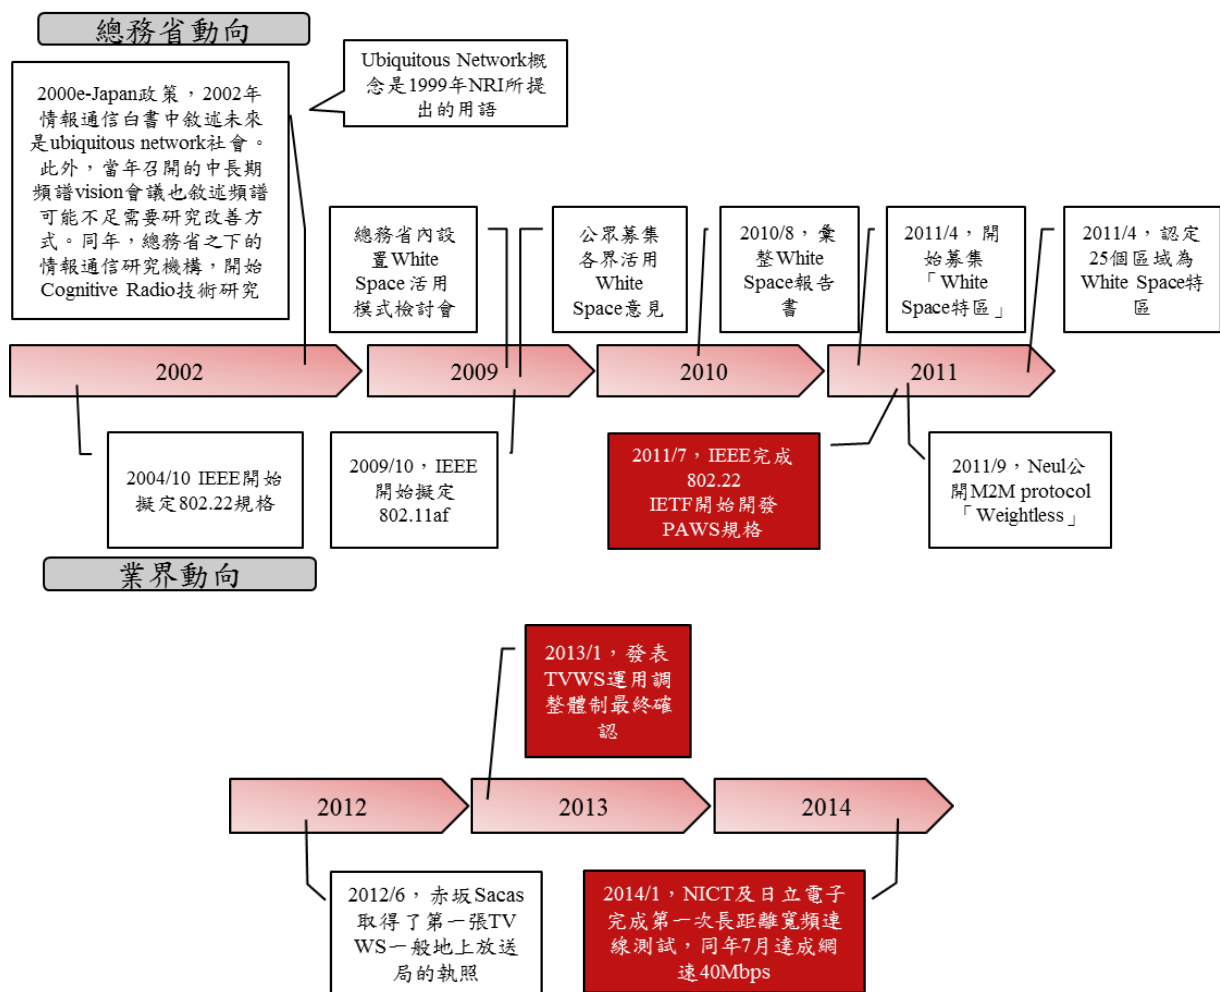 總務省動向
2000e-Japan政策，2002年
情報通信白書中敘述未來
是ubiquitous network社會。
此外，當年召開的中長期
頻譜vision會議也敘述頻譜
可能不足需要研究改善方
式。同年，總務省之下的
情報通信研究機構，開始
Cognitive Radio技術研究
Ubiquitous Network概
念是1999年NRI所提
出的用語
總務省內設
置White
Space活用
模式檢討會
公眾募集
各界活用
White
Space意見
2010/8，彙
整White
Space報告
書
2011/4，開
始募集
「White
Space特區」
2011/4，認定
25個區域為
White Space特
區
2002
2009
2010
2011
2004/10 IEEE開始
擬定802.22規格
2009/10，IEEE
開始擬定
802.11af
2011/7，IEEE完成
802.22
IETF開始開發
PAWS規格
2011/9，Neul公
開M2M protocol
「Weightless」
業界動向
2013/1，發表
TVWS運用調
整體制最終確
認
2012
2013
2014
2012/6，赤坂Sacas
取得了第一張TV
WS一般地上放送
局的執照
2014/1，NICT及日立電子
完成第一次長距離寬頻連
線測試，同年7月達成網
速40Mbps